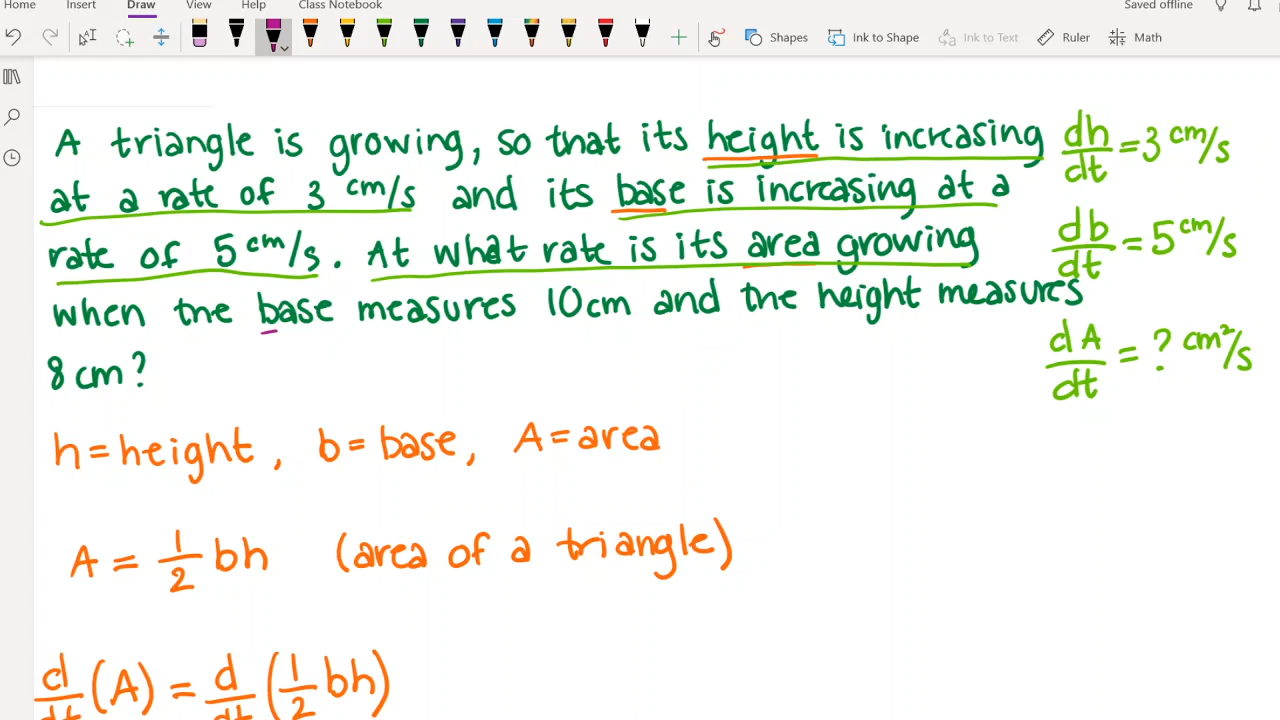 Home Insert Draw View Help Class Notebook Saved offline
Shapes Ink to Shape Ink to Text Ruler Math
A triangle is growing, so that its height is increasing
at a rate of 3 cm/s and its base is increasing at a
rate of 5 cm/s. At what rate is its area growing
when the base measures 10cm and the height measures
8cm?
dh/dt = 3 cm/s
db/dt = 5 cm/s
dA/dt = ? cm²/s
h = height, b = base, A = area
A = 1/2 bh (area of a triangle)
d/dt (A) = d/dt (1/2 bh)